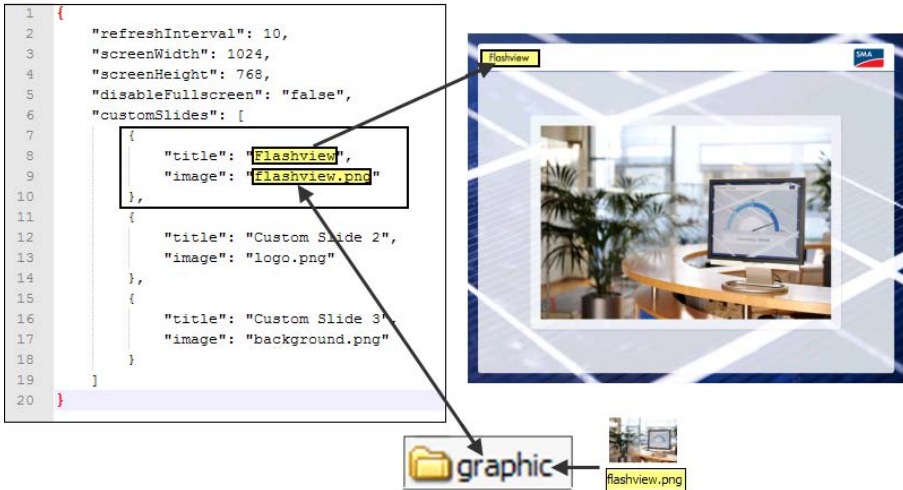 1 {
2 "refreshInterval": 10,
3 "screenWidth": 1024,
4 "screenHeight": 768,
5 "disableFullscreen": "false",
6 "customSlides": [
7 {
8 "title": "Flashview",
9 "image": "flashview.png"
10 },
11 {
12 "title": "Custom Slide 2",
13 "image": "logo.png"
14 },
15 {
16 "title": "Custom Slide 3",
17 "image": "background.png"
18 }
19 ]
20 }
Flashview
SMA
graphic
flashview.png